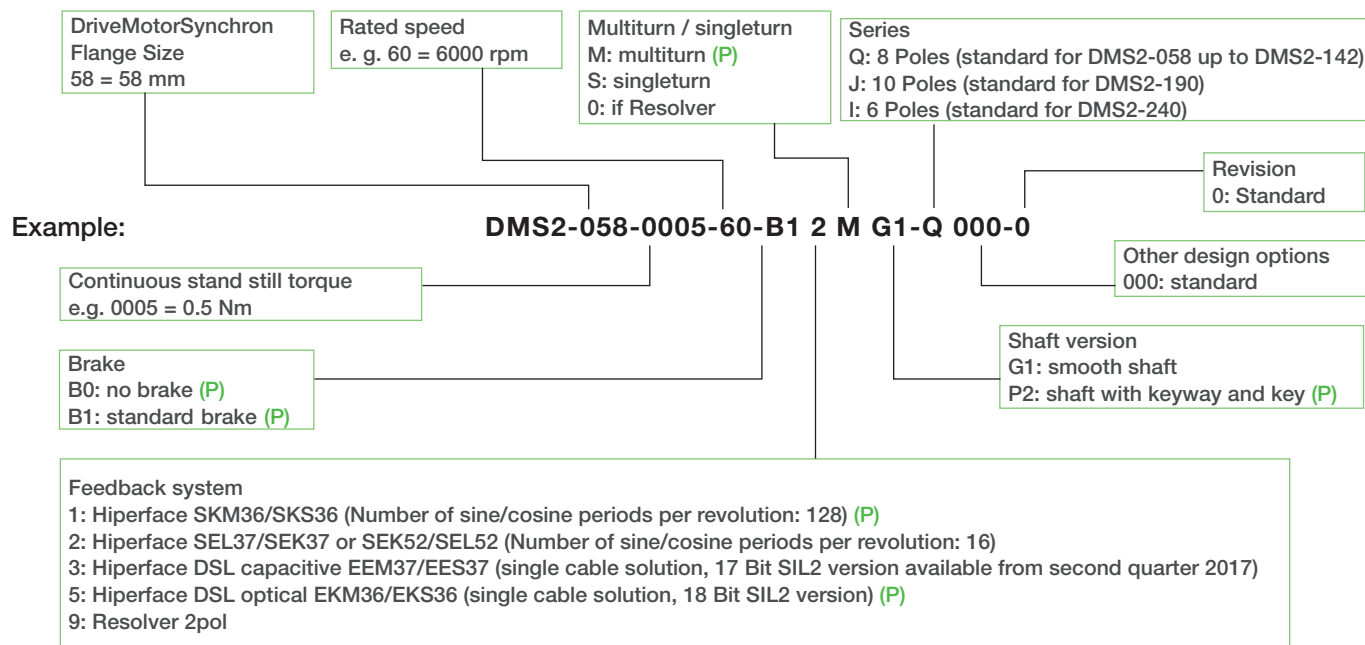 DriveMotorSynchron
Flange Size
58 = 58 mm
Rated speed
e. g. 60 = 6000 rpm
Multiturn / singleturn
M: multiturn (P)
S: singleturn
0: if Resolver
Series
Q: 8 Poles (standard for DMS2-058 up to DMS2-142)
J: 10 Poles (standard for DMS2-190)
I: 6 Poles (standard for DMS2-240)
Revision
0: Standard
Example:
DMS2-058-0005-60-B1 2 M G1-Q 000-0
Continuous stand still torque
e.g. 0005 = 0.5 Nm
Other design options
000: standard
Brake
B0: no brake (P)
B1: standard brake (P)
Shaft version
G1: smooth shaft
P2: shaft with keyway and key (P)
Feedback system
1: Hiperface SKM36/SKS36 (Number of sine/cosine periods per revolution: 128) (P)
2: Hiperface SEL37/SEK37 or SEK52/SEL52 (Number of sine/cosine periods per revolution: 16)
3: Hiperface DSL capacitive EEM37/EES37 (single cable solution, 17 Bit SIL2 version available from second quarter 2017)
5: Hiperface DSL optical EKM36/EKS36 (single cable solution, 18 Bit SIL2 version) (P)
9: Resolver 2pol